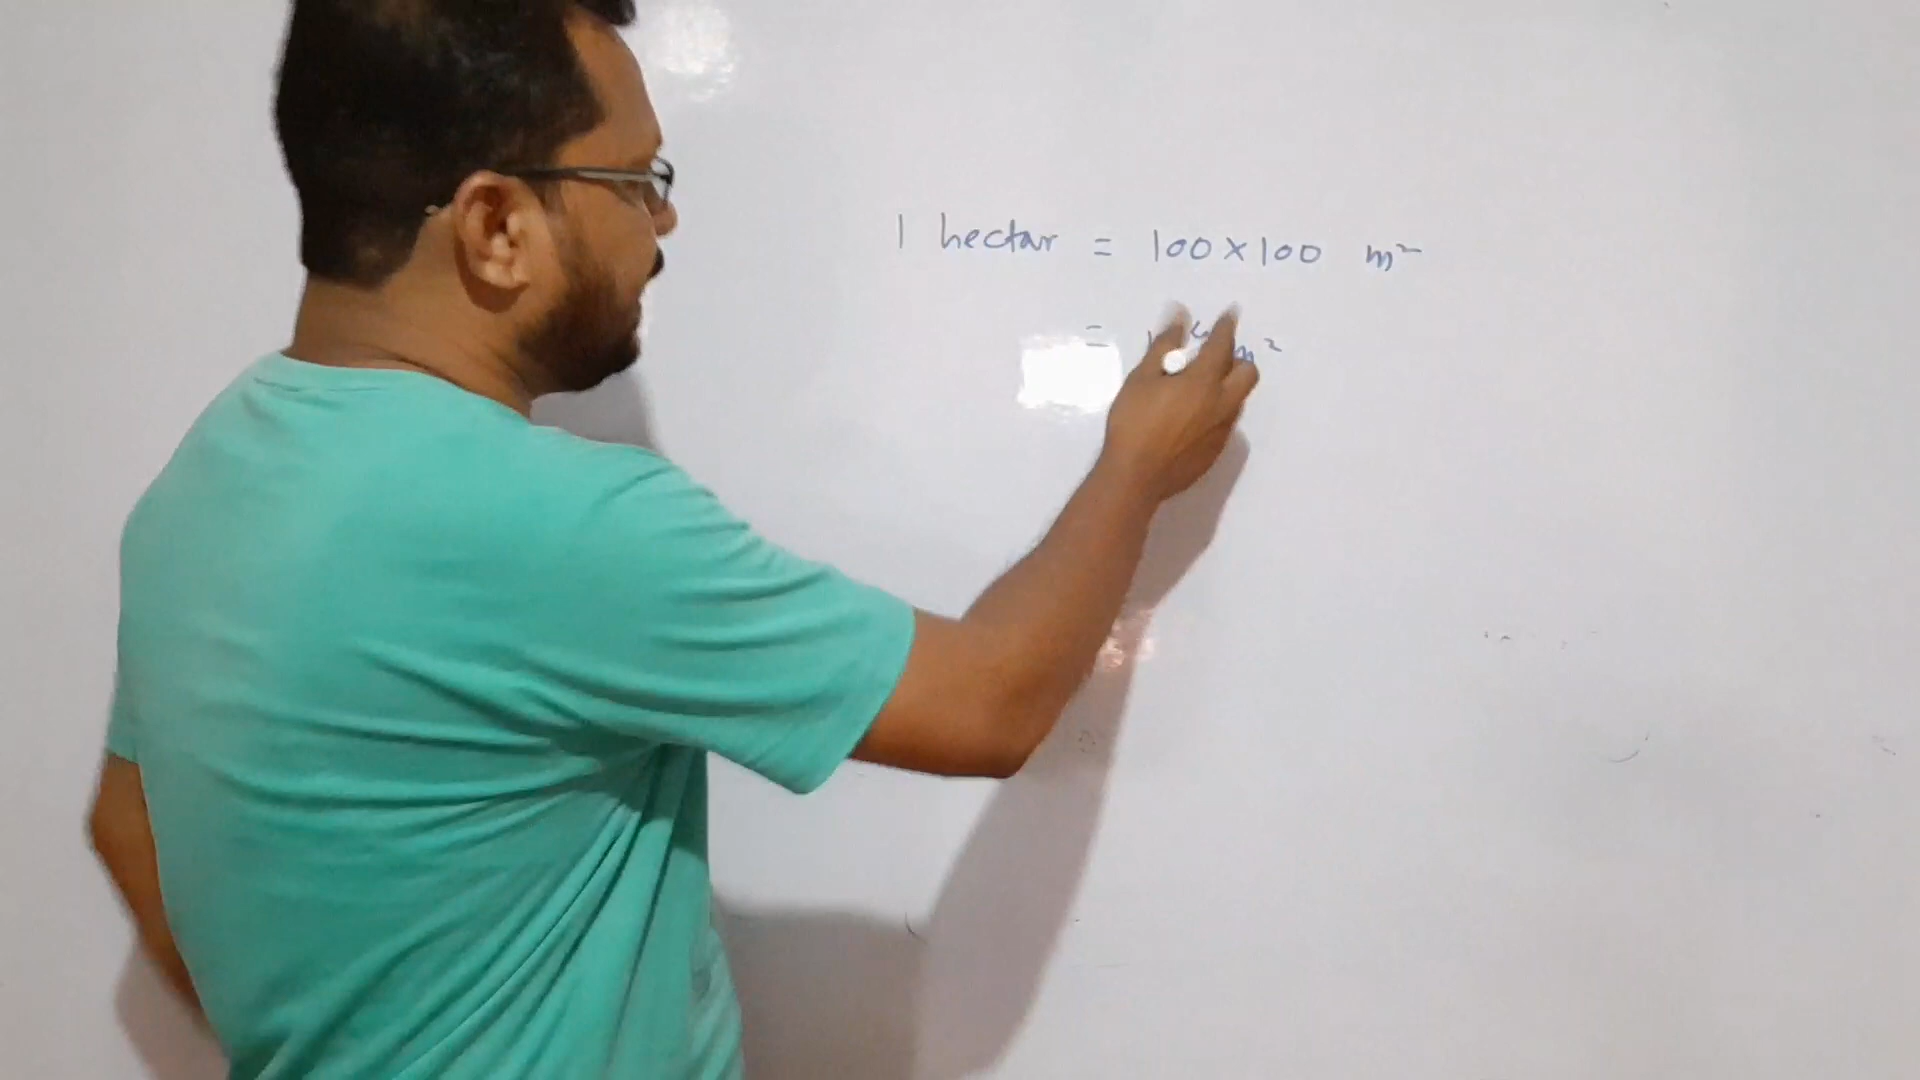 1 hectar = 100 × 100 m²
= m²